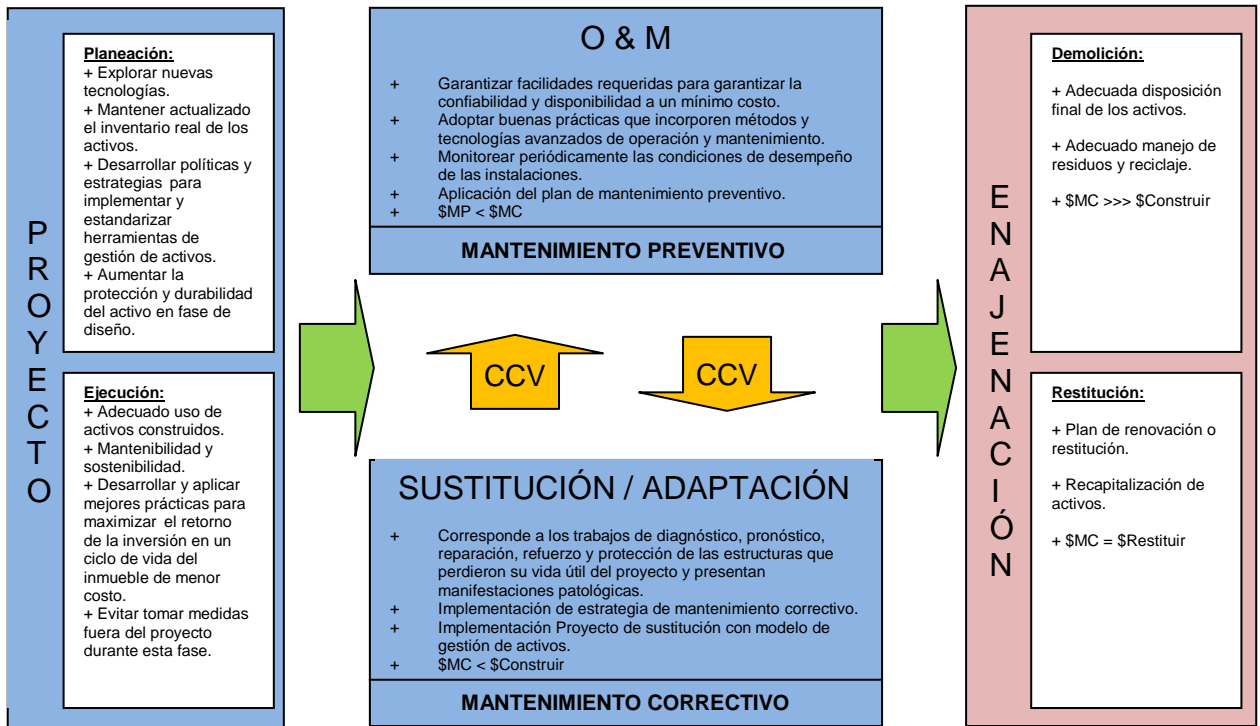 PROYECTO
Planeación:
+ Explorar nuevas
tecnologías.
+ Mantener actualizado
el inventario real de los
activos.
+ Desarrollar políticas y
estrategias para
implementar y
estandarizar
herramientas de
gestión de activos.
+ Aumentar la
protección y durabilidad
del activo en fase de
diseño.
Ejecución:
+ Adecuado uso de
activos construidos.
+ Mantenibilidad y
sostenibilidad.
+ Desarrollar y aplicar
mejores prácticas para
maximizar el retorno
de la inversión en un
ciclo de vida del
inmueble de menor
costo.
+ Evitar tomar medidas
fuera del proyecto
durante esta fase.
O & M
+ Garantizar facilidades requeridas para garantizar la
confiabilidad y disponibilidad a un mínimo costo.
+ Adoptar buenas prácticas que incorporen métodos y
tecnologías avanzados de operación y mantenimiento.
+ Monitorear periódicamente las condiciones de desempeño
de las instalaciones.
+ Aplicación del plan de mantenimiento preventivo.
+ $MP < $MC
MANTENIMIENTO PREVENTIVO
CCV
CCV
SUSTITUCIÓN / ADAPTACIÓN
+ Corresponde a los trabajos de diagnóstico, pronóstico,
reparación, refuerzo y protección de las estructuras que
perdieron su vida útil del proyecto y presentan
manifestaciones patológicas.
+ Implementación de estrategia de mantenimiento correctivo.
+ Implementación Proyecto de sustitución con modelo de
gestión de activos.
+ $MC < $Construir
MANTENIMIENTO CORRECTIVO
ENAJENACIÓN
Demolición:
+ Adecuada disposición
final de los activos.
+ Adecuado manejo de
residuos y reciclaje.
+ $MC >>> $Construir
Restitución:
+ Plan de renovación o
restitución.
+ Recapitalización de
activos.
+ $MC = $Restituir